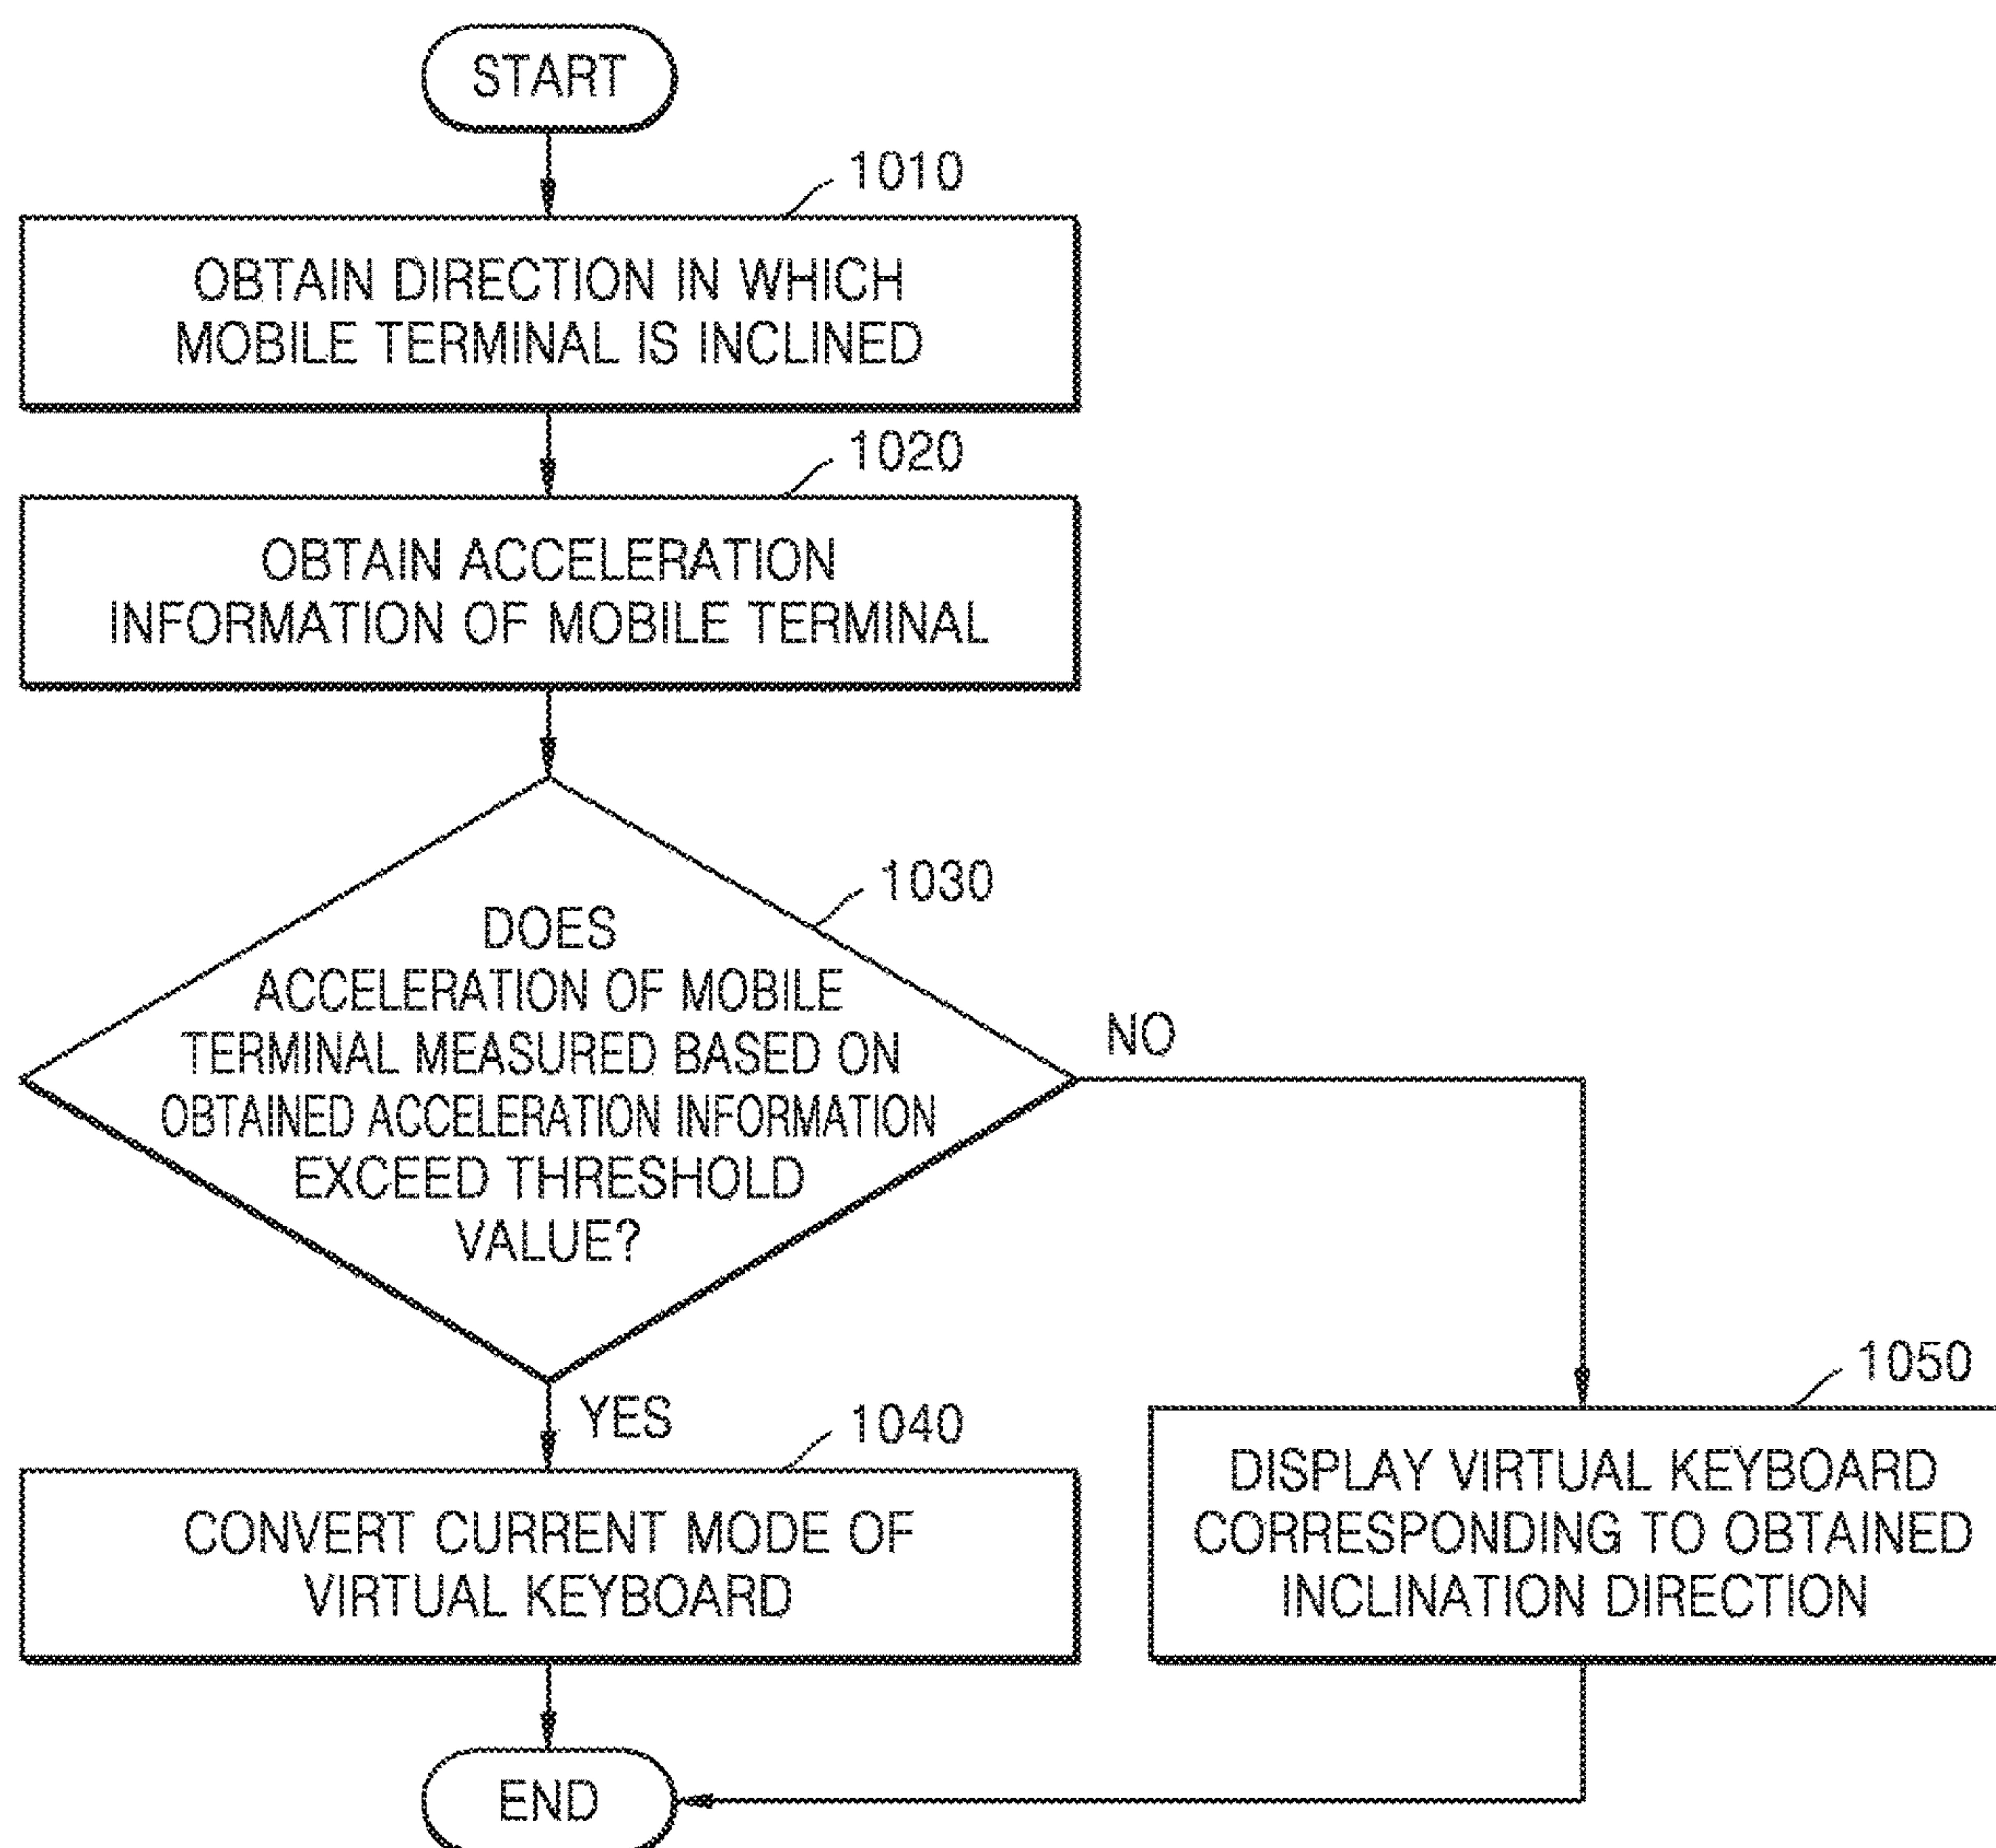 START
1010
OBTAIN DIRECTION IN WHICH
MOBILE TERMINAL IS INCLINED
1020
OBTAIN ACCELERATION
INFORMATION OF MOBILE TERMINAL
1030
DOES
ACCELERATION OF MOBILE
TERMINAL MEASURED BASED ON
OBTAINED ACCELERATION INFORMATION
EXCEED THRESHOLD
VALUE?
NO
YES
1040
CONVERT CURRENT MODE OF
VIRTUAL KEYBOARD
1050
DISPLAY VIRTUAL KEYBOARD
CORRESPONDING TO OBTAINED
INCLINATION DIRECTION
END